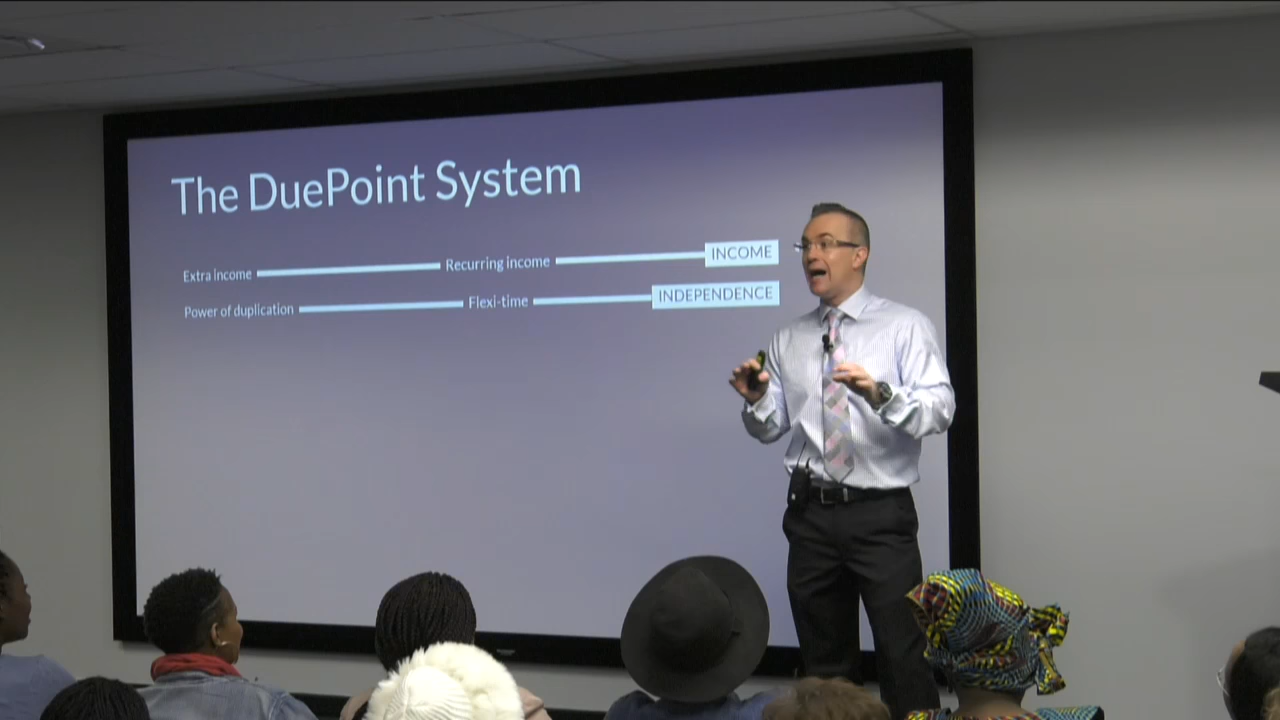 The DuePoint System
Extra income Recurring income INCOME
Power of duplication Flexi-time INDEPENDENCE